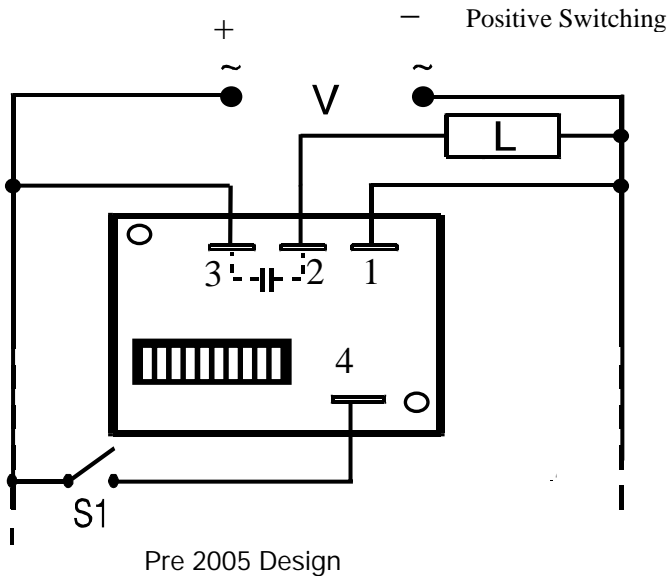 + − Positive Switching
~ ~
V
L
3 2 1
4
S1
Pre 2005 Design